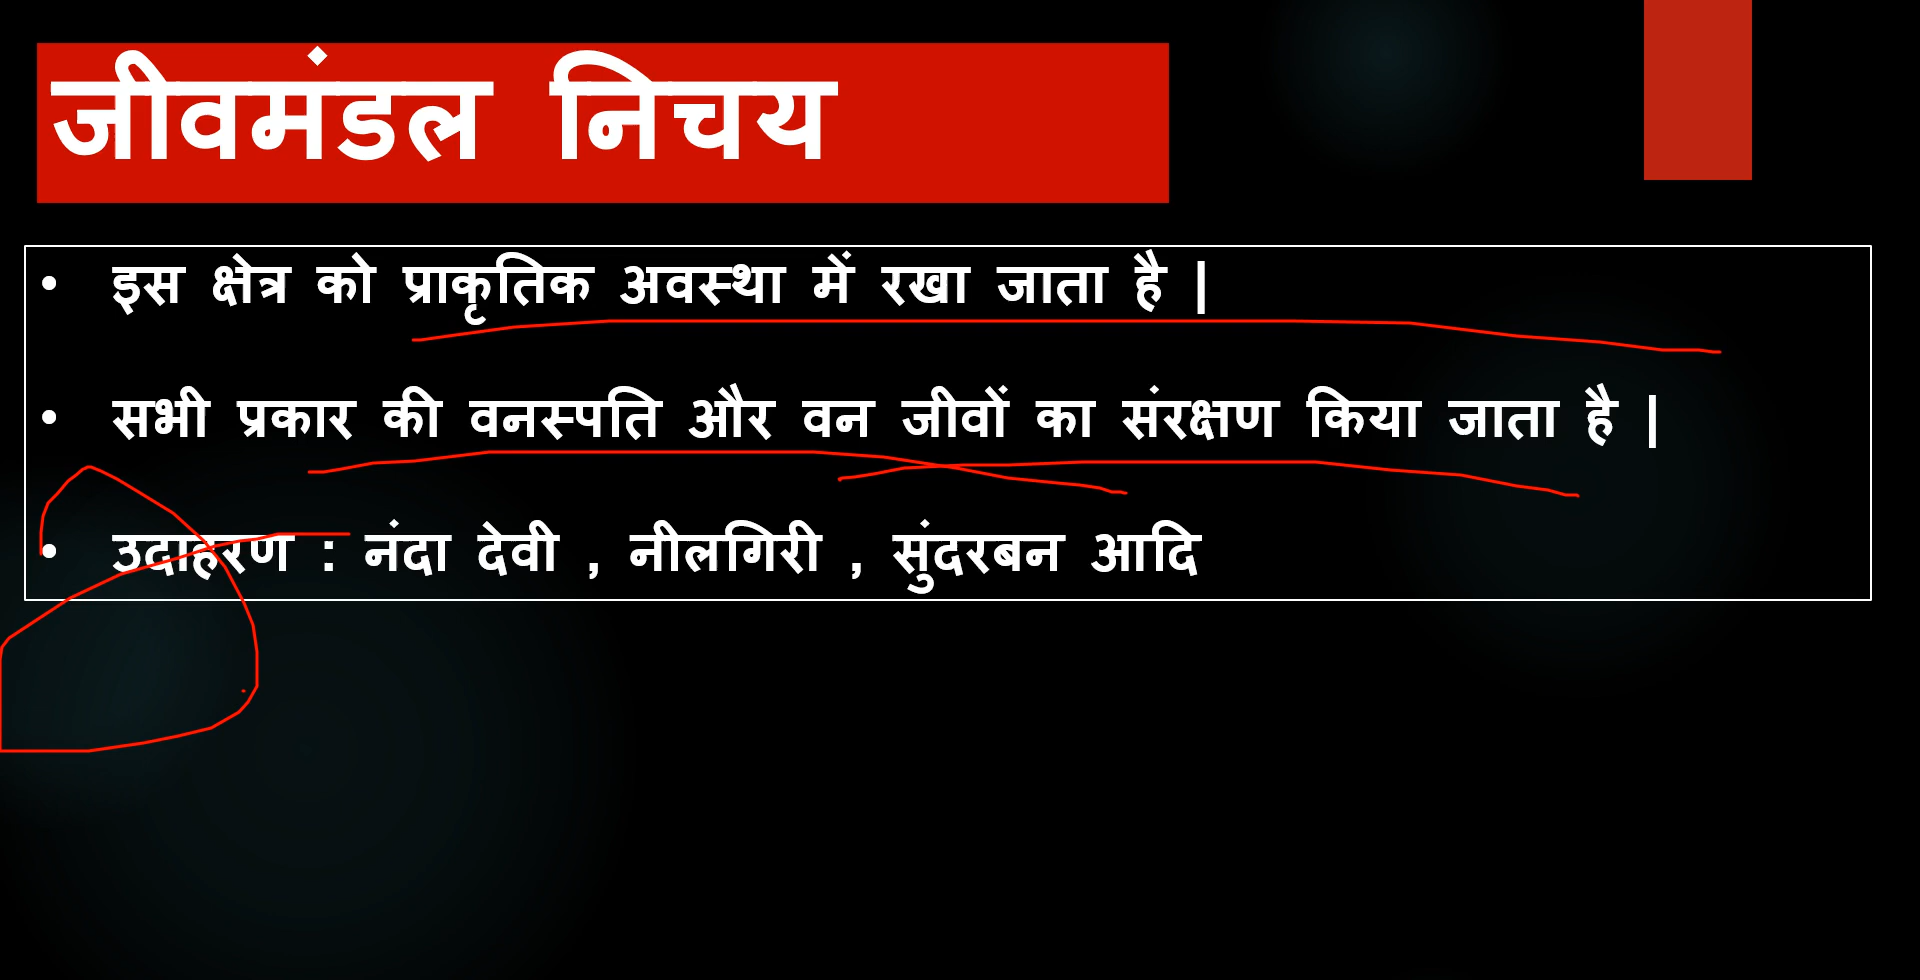 जीवमंडल निचय
• इस क्षेत्र को प्राकृतिक अवस्था में रखा जाता है |
• सभी प्रकार की वनस्पति और वन जीवों का संरक्षण किया जाता है |
• उदाहरण : नंदा देवी , नीलगिरी , सुंदरबन आदि